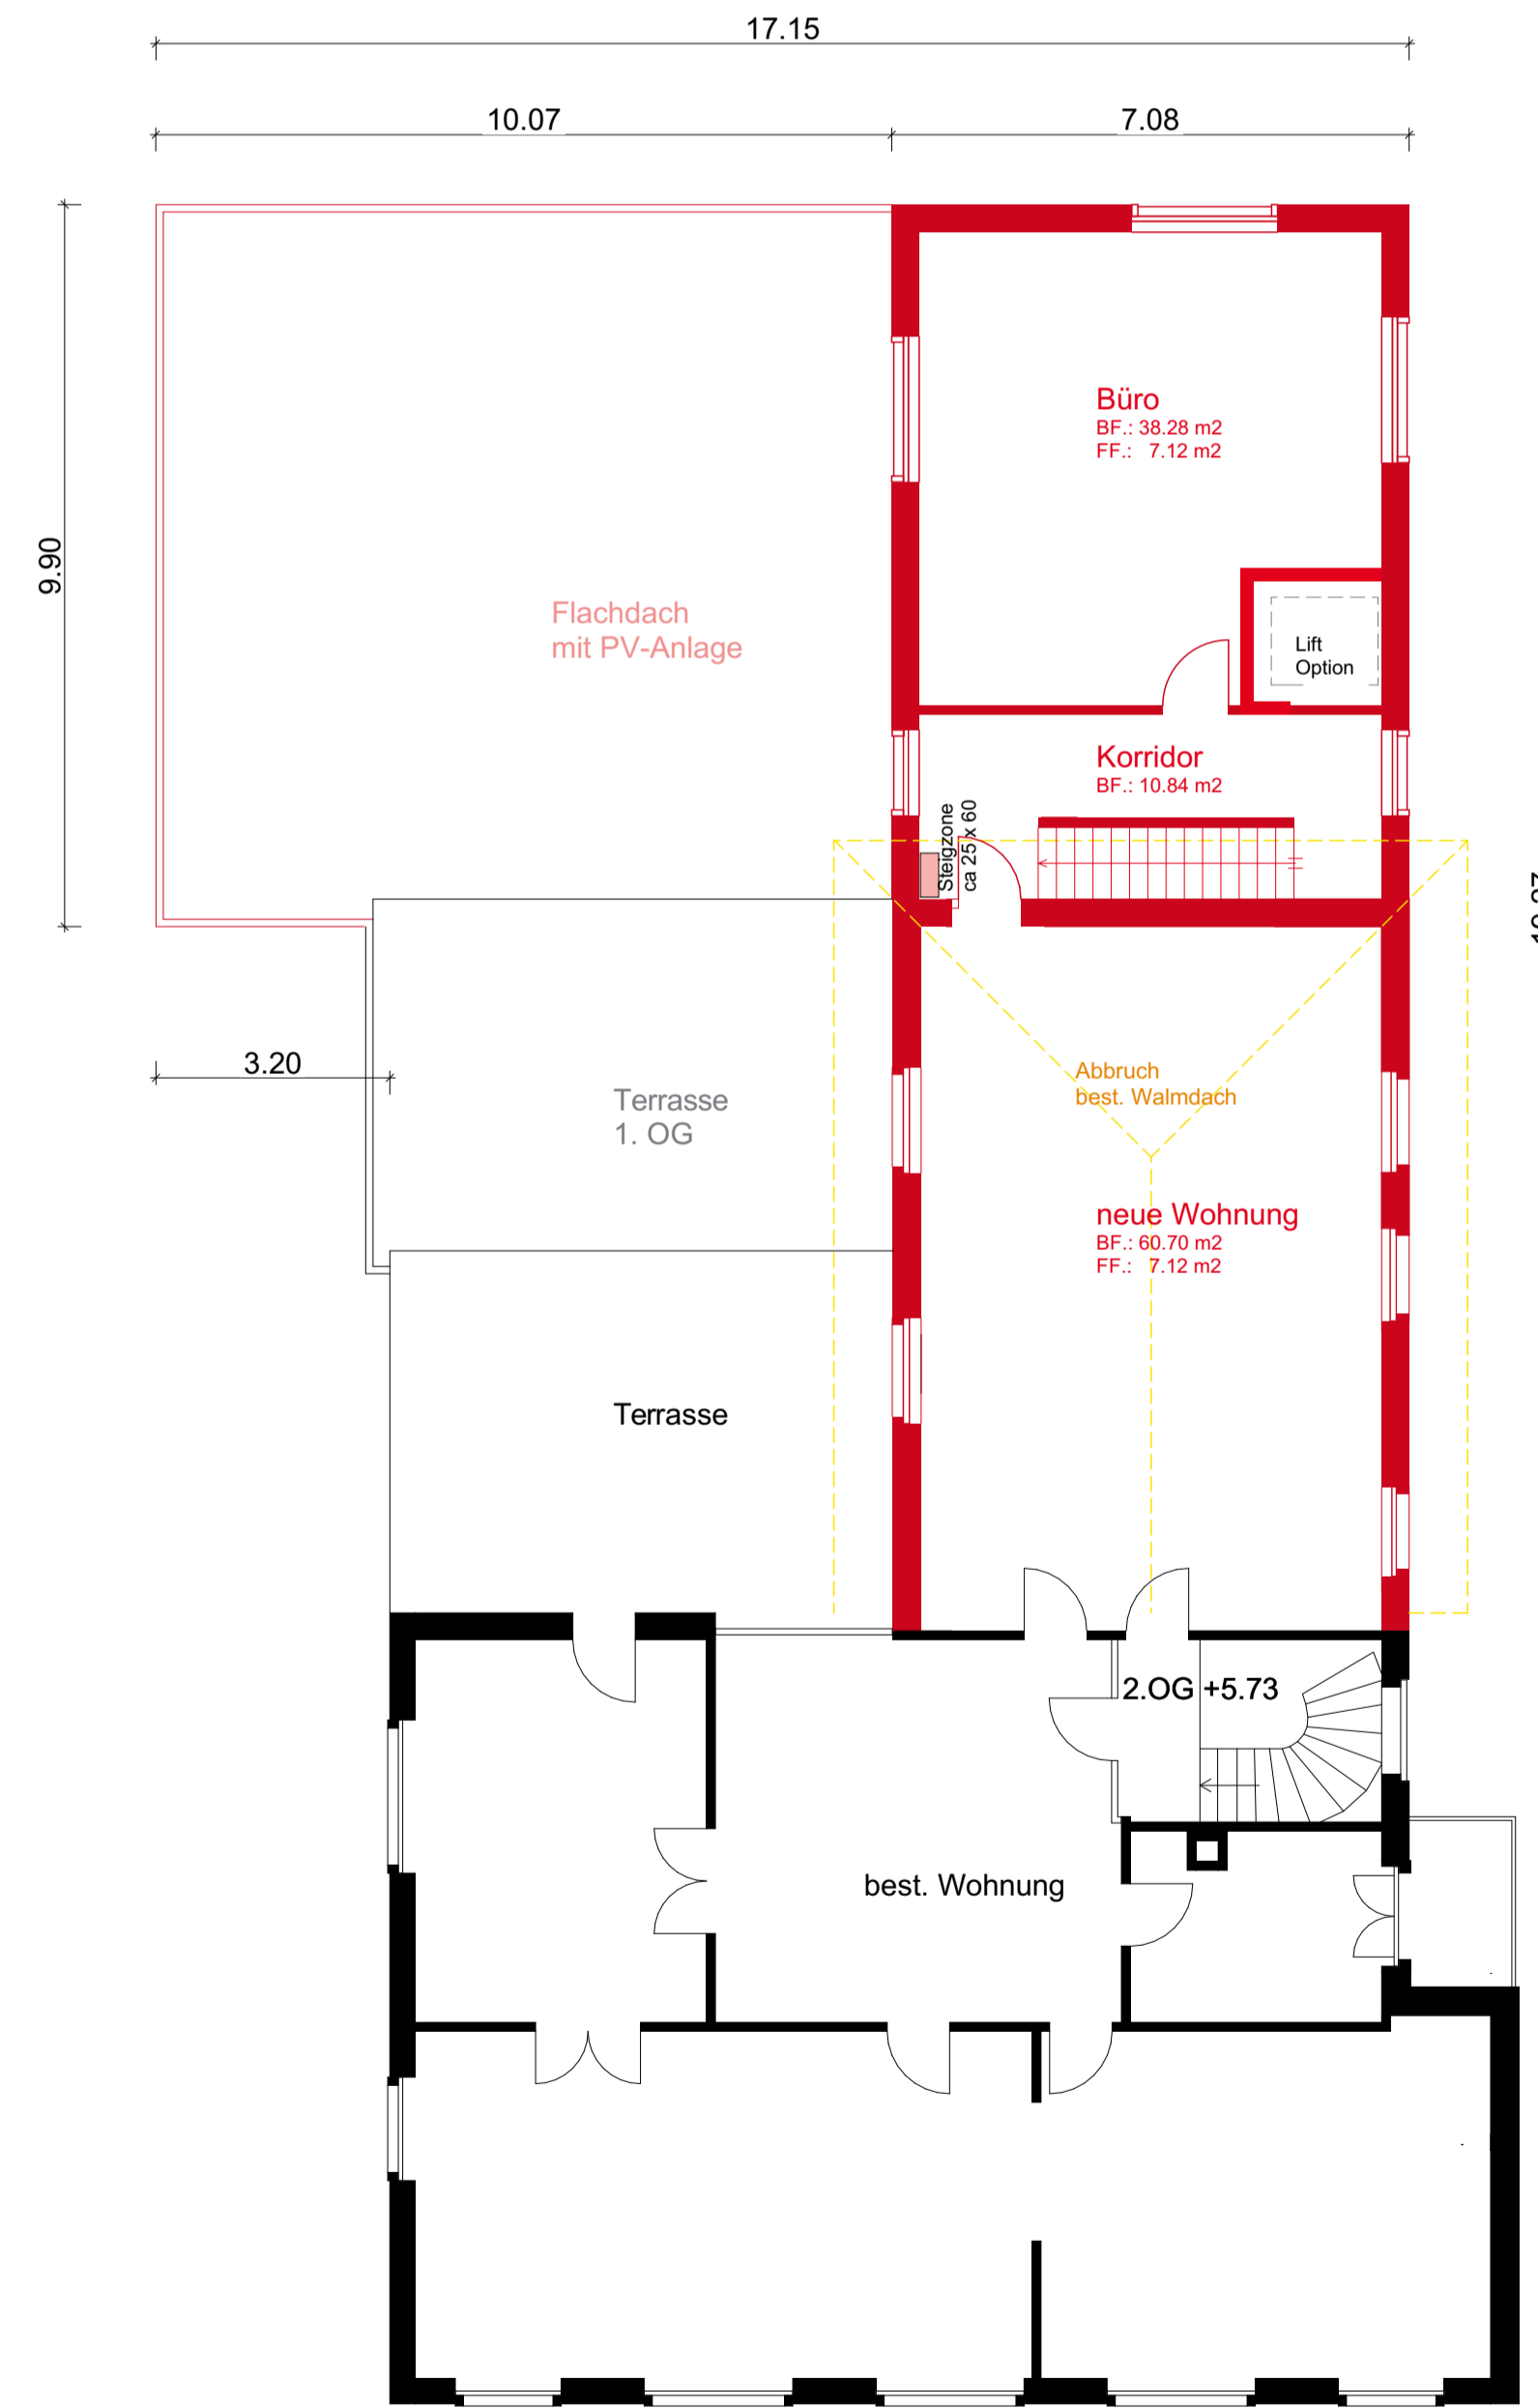 17.15
10.07
7.08
9.90
Büro
BF.: 38.28 m2
FF.: 7.12 m2
Flachdach
mit PV-Anlage
Lift
Option
Korridor
BF.: 10.84 m2
Steigzone
ca 25 x 60
3.20
Terrasse
1. OG
Abbruch
best. Walmdach
neue Wohnung
BF.: 60.70 m2
FF.: 7.12 m2
Terrasse
2.OG +5.73
best. Wohnung